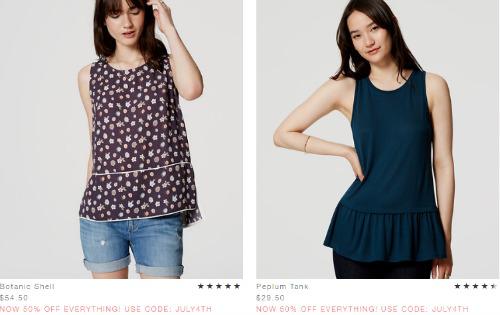 Botanic Shell
$54.50
NOW 50% OFF EVERYTHING! USE CODE: JULY4TH
Peplum Tank
$29.50
NOW 50% OFF EVERYTHING! USE CODE: JULY4TH